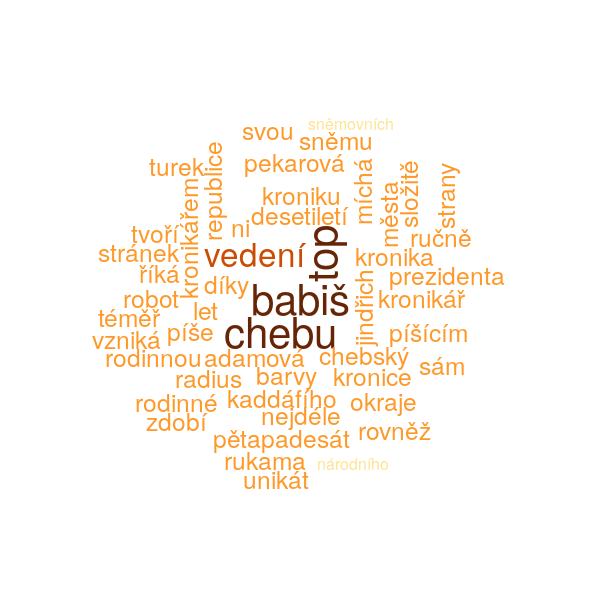 sněmovních
svou
sněmu
turek
pekarová
republice
míchá
složitě
strany
kronikářem
města
kroniku
desetiletí
tvoří
ni
ručně
stránek
vedení
top
kronika
říká
díky
jindřich
prezidenta
robot
let
babiš
kronikář
téměř
píše
chebu
píšícím
vzniká
rodinnou
adamová
chebský
sám
radius
barvy
kronice
rodinné
kaddáfího
okraje
zdobí
nejdéle
pětapadesát
rovněž
rukama
národního
unikát